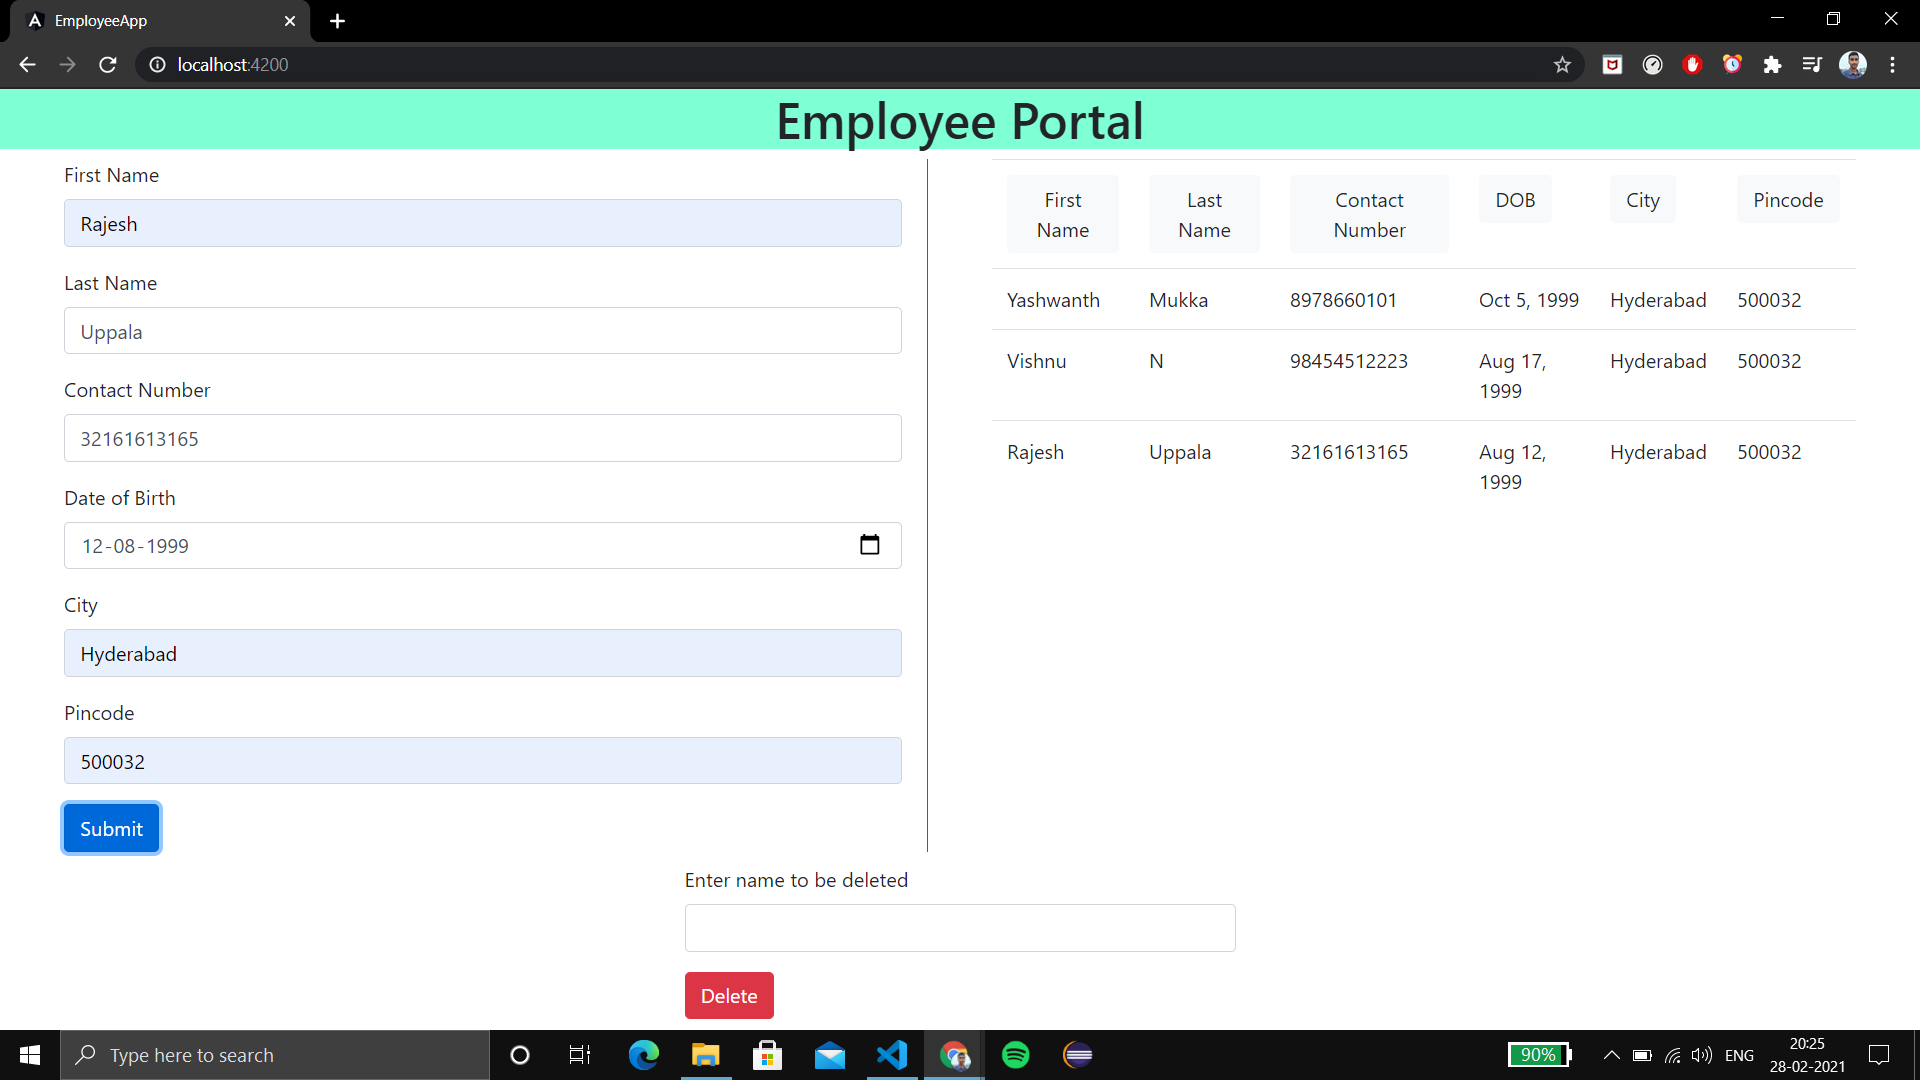 EmployeeApp
localhost:4200
Employee Portal
First Name
Rajesh
Last Name
Uppala
Contact Number
32161613165
Date of Birth
12-08-1999
City
Hyderabad
Pincode
500032
Submit
First Name Last Name Contact Number DOB City Pincode
Yashwanth Mukka 8978660101 Oct 5, 1999 Hyderabad 500032
Vishnu N 98454512223 Aug 17, 1999 Hyderabad 500032
Rajesh Uppala 32161613165 Aug 12, 1999 Hyderabad 500032
Enter name to be deleted
Delete
Type here to search
90%
ENG
20:25
28-02-2021